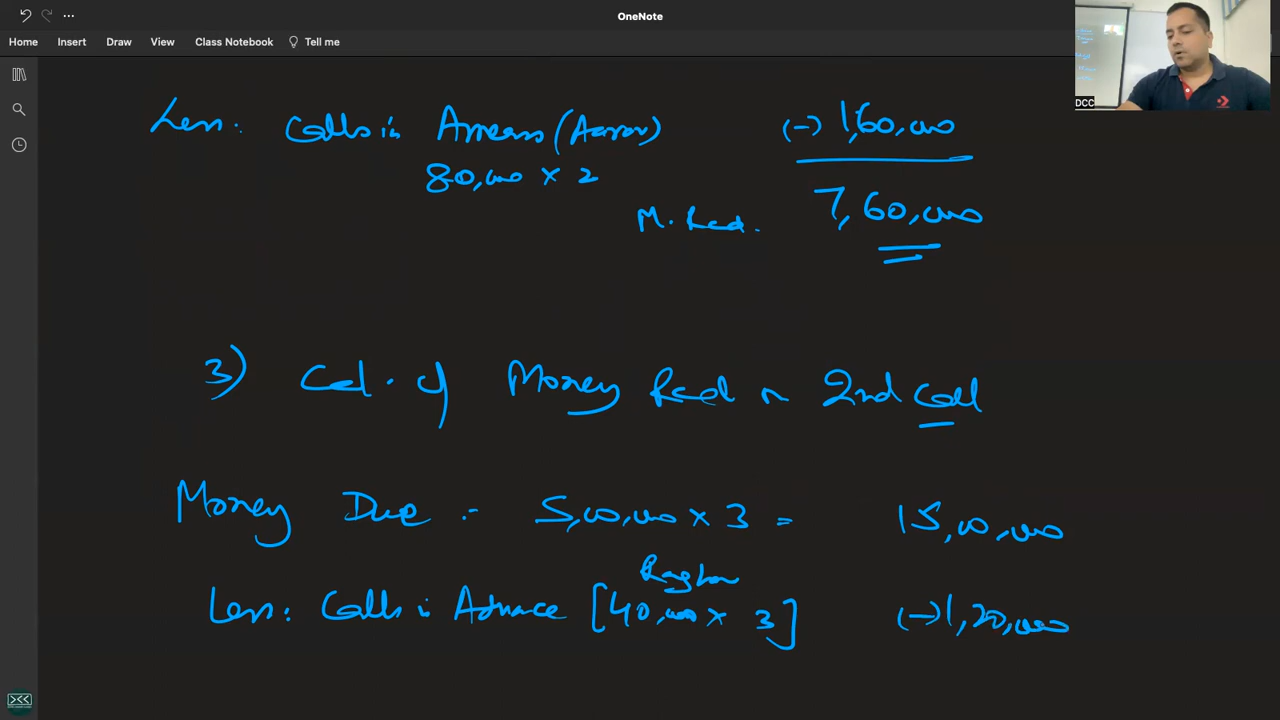 OneNote
Home Insert Draw View Class Notebook Tell me
DCC
Less: Calls in Arrears (Aarav) (-) 1,60,000
80,000 x 2
M. Recd. 7,60,000
3) Cal. of Money Recd on 2nd Call
Money Due :- 5,00,000 x 3 = 15,00,000
Raghav
Less: Calls in Advance [40,000 x 3] (-) 1,20,000